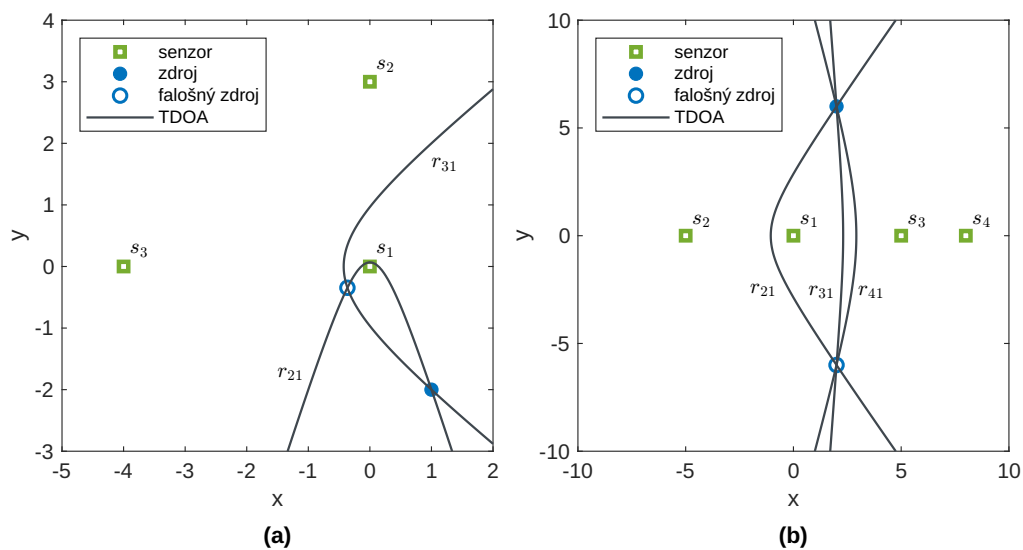 4
3
2
1
0
-1
-2
-3
-5
-4
-3
-2
-1
0
1
2
x
y
senzor
zdroj
falošný zdroj
TDOA
s₂
r₃₁
s₃
s₁
r₂₁
(a)
10
5
0
-5
-10
-10
-5
0
5
10
x
y
senzor
zdroj
falošný zdroj
TDOA
s₂
s₁
s₃
s₄
r₂₁
r₃₁
r₄₁
(b)